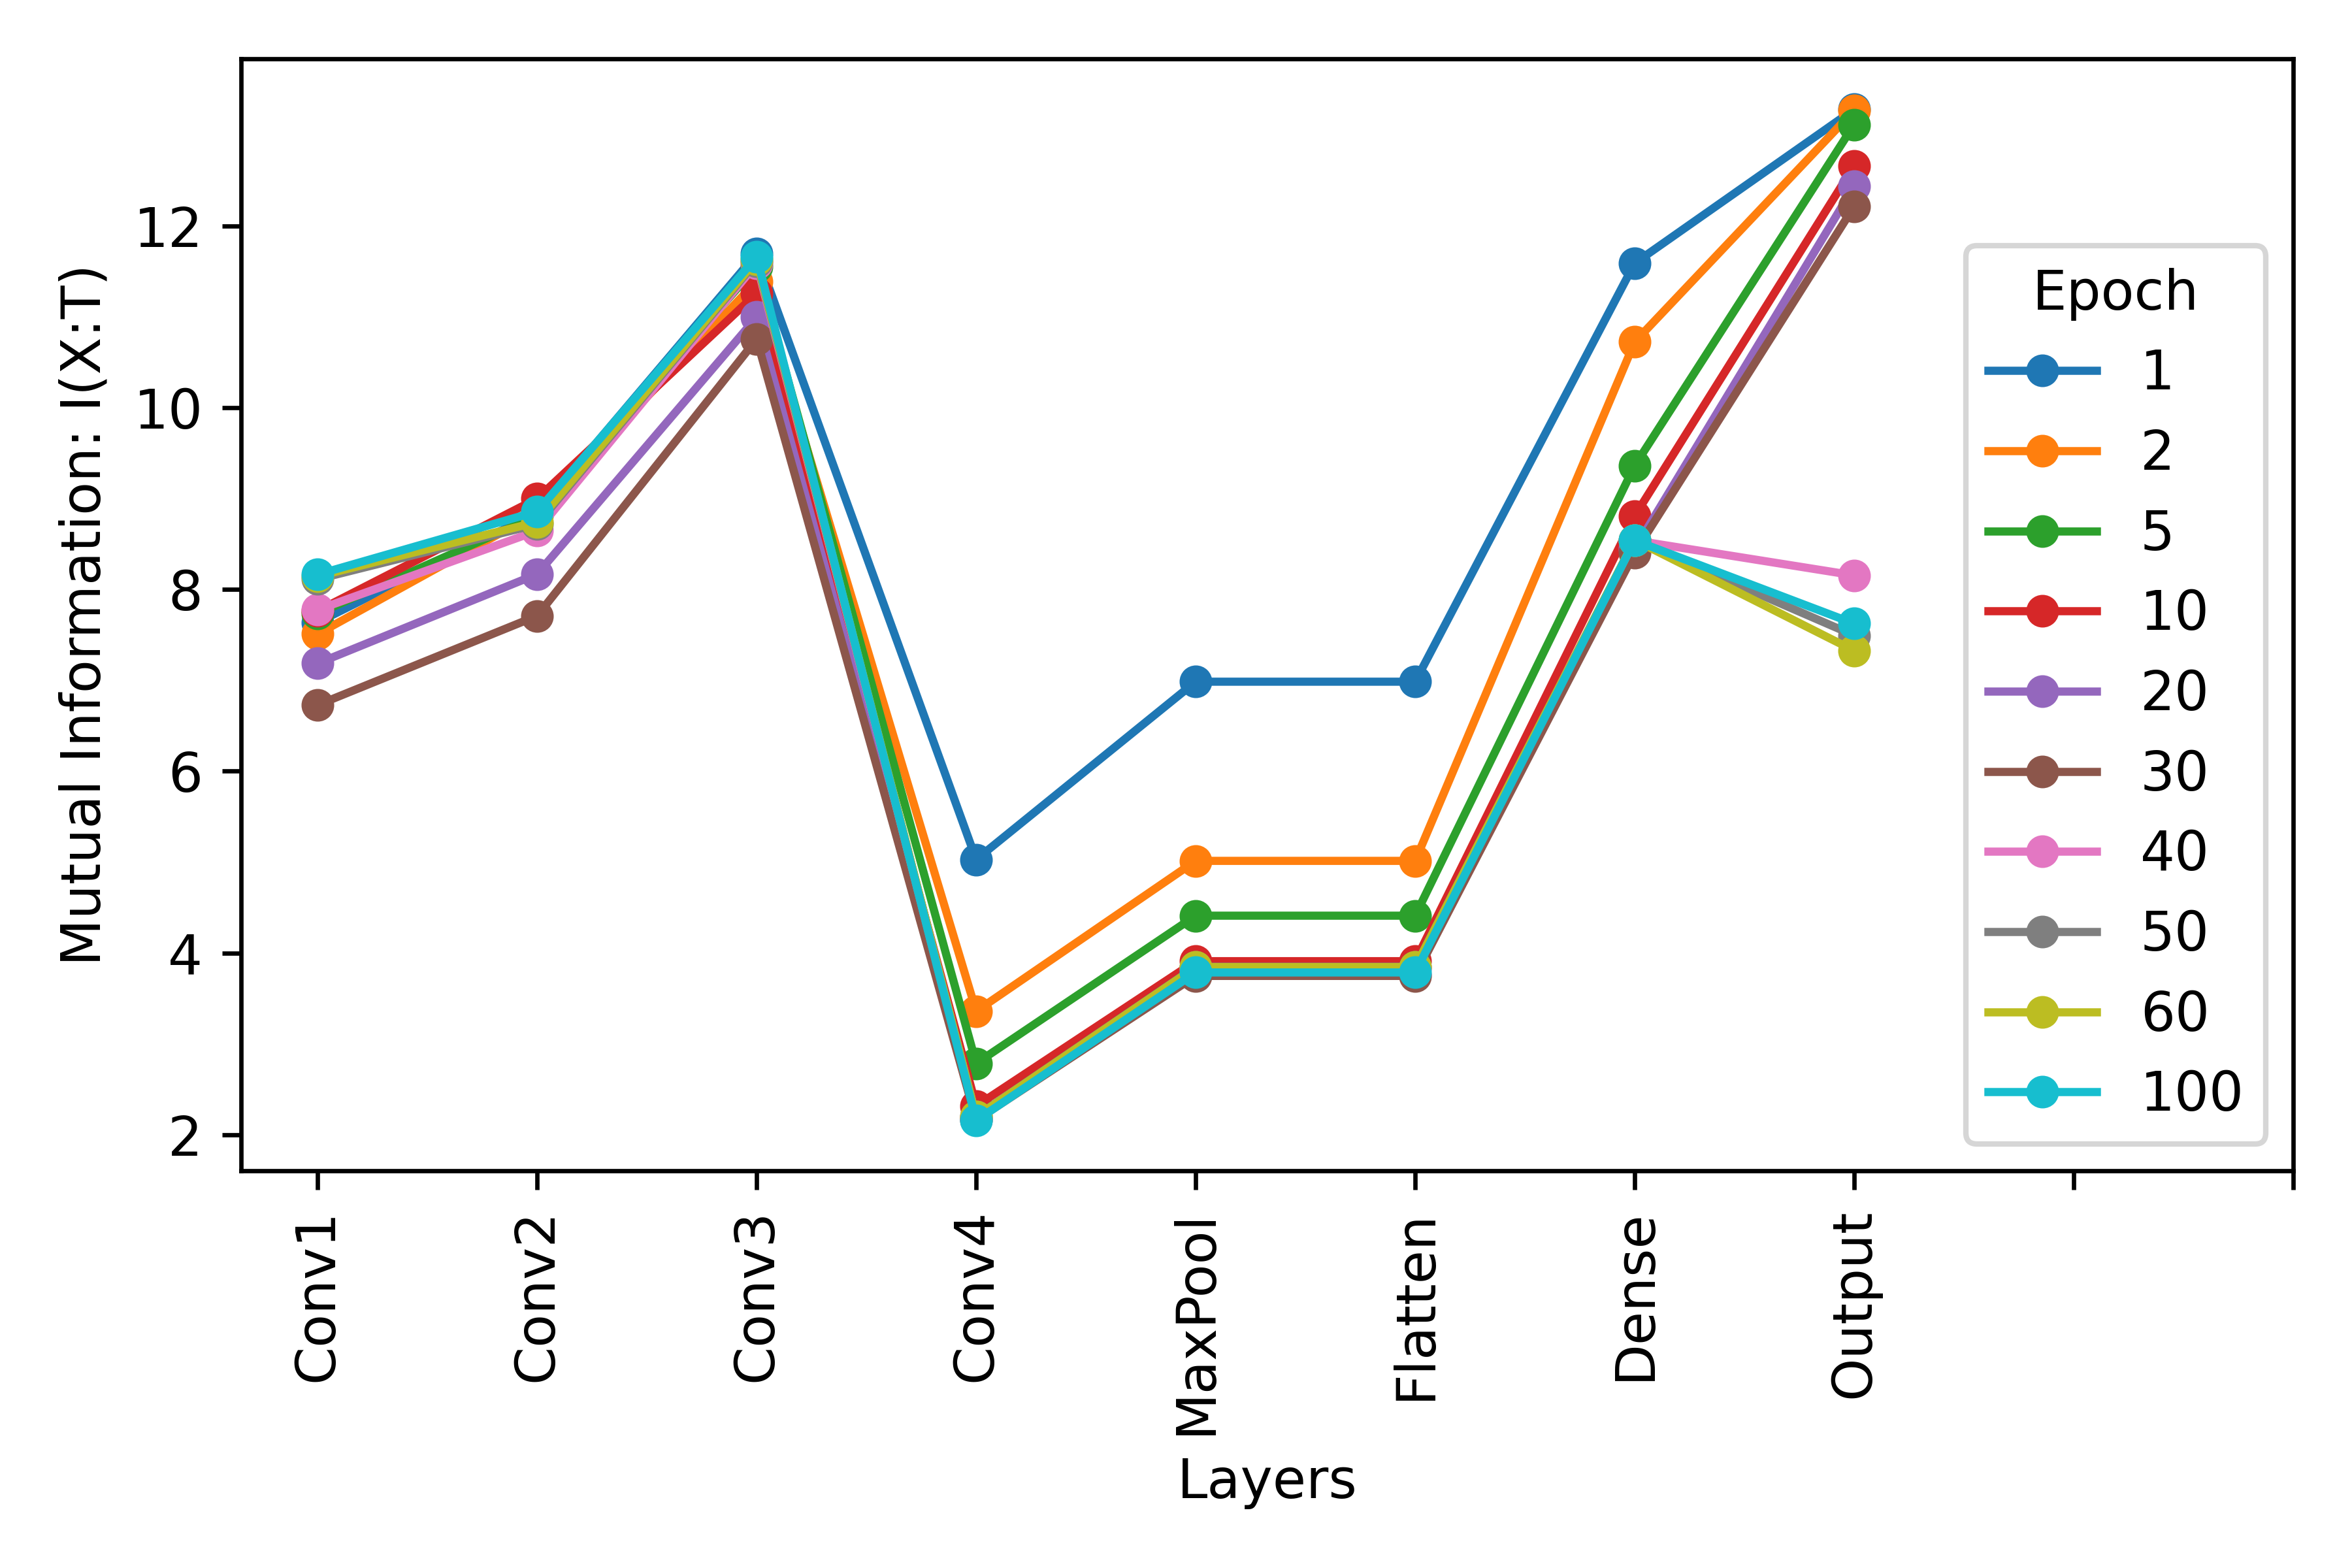 12
10
8
6
4
2
Mutual Information: I(X:T)
Conv1
Conv2
Conv3
Conv4
MaxPool
Flatten
Dense
Output
Layers
Epoch
1
2
5
10
20
30
40
50
60
100